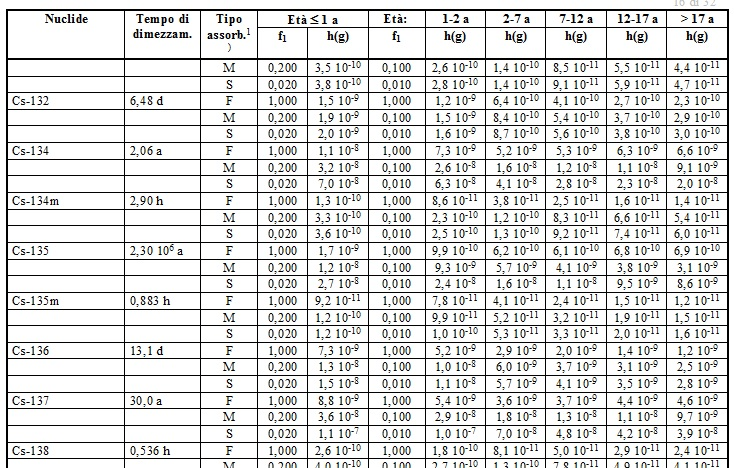 16 di 32
Nuclide Tempo di dimezzam. Tipo assorb.1) Età ≤ 1 a Età: 1-2 a 2-7 a 7-12 a 12-17 a > 17 a
f1 h(g) f1 h(g) h(g) h(g) h(g) h(g)
M 0,200 3,5 10-10 0,100 2,6 10-10 1,4 10-10 8,5 10-11 5,5 10-11 4,4 10-11
S 0,020 3,8 10-10 0,010 2,8 10-10 1,4 10-10 9,1 10-11 5,9 10-11 4,7 10-11
Cs-132 6,48 d F 1,000 1,5 10-9 1,000 1,2 10-9 6,4 10-10 4,1 10-10 2,7 10-10 2,3 10-10
M 0,200 1,9 10-9 0,100 1,5 10-9 8,4 10-10 5,4 10-10 3,7 10-10 2,9 10-10
S 0,020 2,0 10-9 0,010 1,6 10-9 8,7 10-10 5,6 10-10 3,8 10-10 3,0 10-10
Cs-134 2,06 a F 1,000 1,1 10-8 1,000 7,3 10-9 5,2 10-9 5,3 10-9 6,3 10-9 6,6 10-9
M 0,200 3,2 10-8 0,100 2,6 10-8 1,6 10-8 1,2 10-8 1,1 10-8 9,1 10-9
S 0,020 7,0 10-8 0,010 6,3 10-8 4,1 10-8 2,8 10-8 2,3 10-8 2,0 10-8
Cs-134m 2,90 h F 1,000 1,3 10-10 1,000 8,6 10-11 3,8 10-11 2,5 10-11 1,6 10-11 1,4 10-11
M 0,200 3,3 10-10 0,100 2,3 10-10 1,2 10-10 8,3 10-11 6,6 10-11 5,4 10-11
S 0,020 3,6 10-10 0,010 2,5 10-10 1,3 10-10 9,2 10-11 7,4 10-11 6,0 10-11
Cs-135 2,30 106 a F 1,000 1,7 10-9 1,000 9,9 10-10 6,2 10-10 6,1 10-10 6,8 10-10 6,9 10-10
M 0,200 1,2 10-8 0,100 9,3 10-9 5,7 10-9 4,1 10-9 3,8 10-9 3,1 10-9
S 0,020 2,7 10-8 0,010 2,4 10-8 1,6 10-8 1,1 10-8 9,5 10-9 8,6 10-9
Cs-135m 0,883 h F 1,000 9,2 10-11 1,000 7,8 10-11 4,1 10-11 2,4 10-11 1,5 10-11 1,2 10-11
M 0,200 1,2 10-10 0,100 9,9 10-11 5,2 10-11 3,2 10-11 1,9 10-11 1,5 10-11
S 0,020 1,2 10-10 0,010 1,0 10-10 5,3 10-11 3,3 10-11 2,0 10-11 1,6 10-11
Cs-136 13,1 d F 1,000 7,3 10-9 1,000 5,2 10-9 2,9 10-9 2,0 10-9 1,4 10-9 1,2 10-9
M 0,200 1,3 10-8 0,100 1,0 10-8 6,0 10-9 3,7 10-9 3,1 10-9 2,5 10-9
S 0,020 1,5 10-8 0,010 1,1 10-8 5,7 10-9 4,1 10-9 3,5 10-9 2,8 10-9
Cs-137 30,0 a F 1,000 8,8 10-9 1,000 5,4 10-9 3,6 10-9 3,7 10-9 4,4 10-9 4,6 10-9
M 0,200 3,6 10-8 0,100 2,9 10-8 1,8 10-8 1,3 10-8 1,1 10-8 9,7 10-9
S 0,020 1,1 10-7 0,010 1,0 10-7 7,0 10-8 4,8 10-8 4,2 10-8 3,9 10-8
Cs-138 0,536 h F 1,000 2,6 10-10 1,000 1,8 10-10 8,1 10-11 5,0 10-11 2,9 10-11 2,4 10-11
M 0,200 4,0 10-10 0,100 2,7 10-10 1,3 10-10 7,8 10-11 4,9 10-11 4,1 10-11